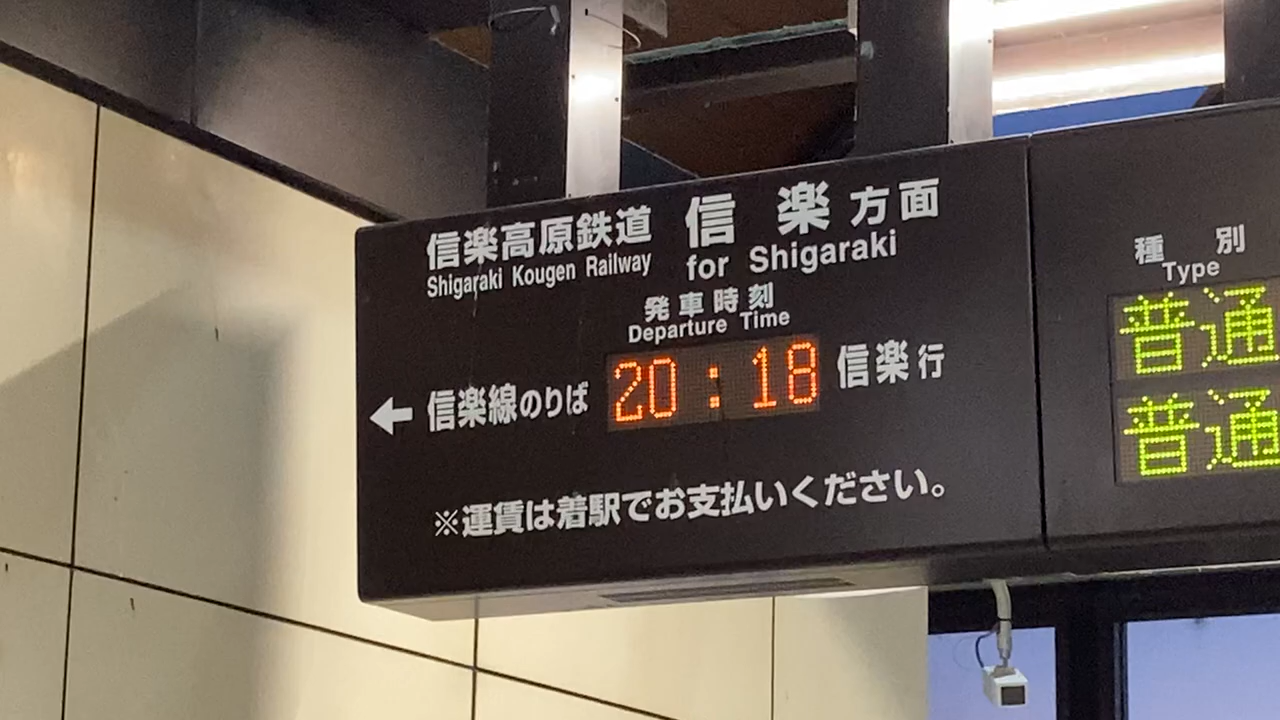 信楽高原鉄道 信楽方面
Shigaraki Kougen Railway for Shigaraki
発車時刻
Departure Time
← 信楽線のりば 20:18 信楽行
※運賃は着駅でお支払いください。
種別
Type
普通
普通